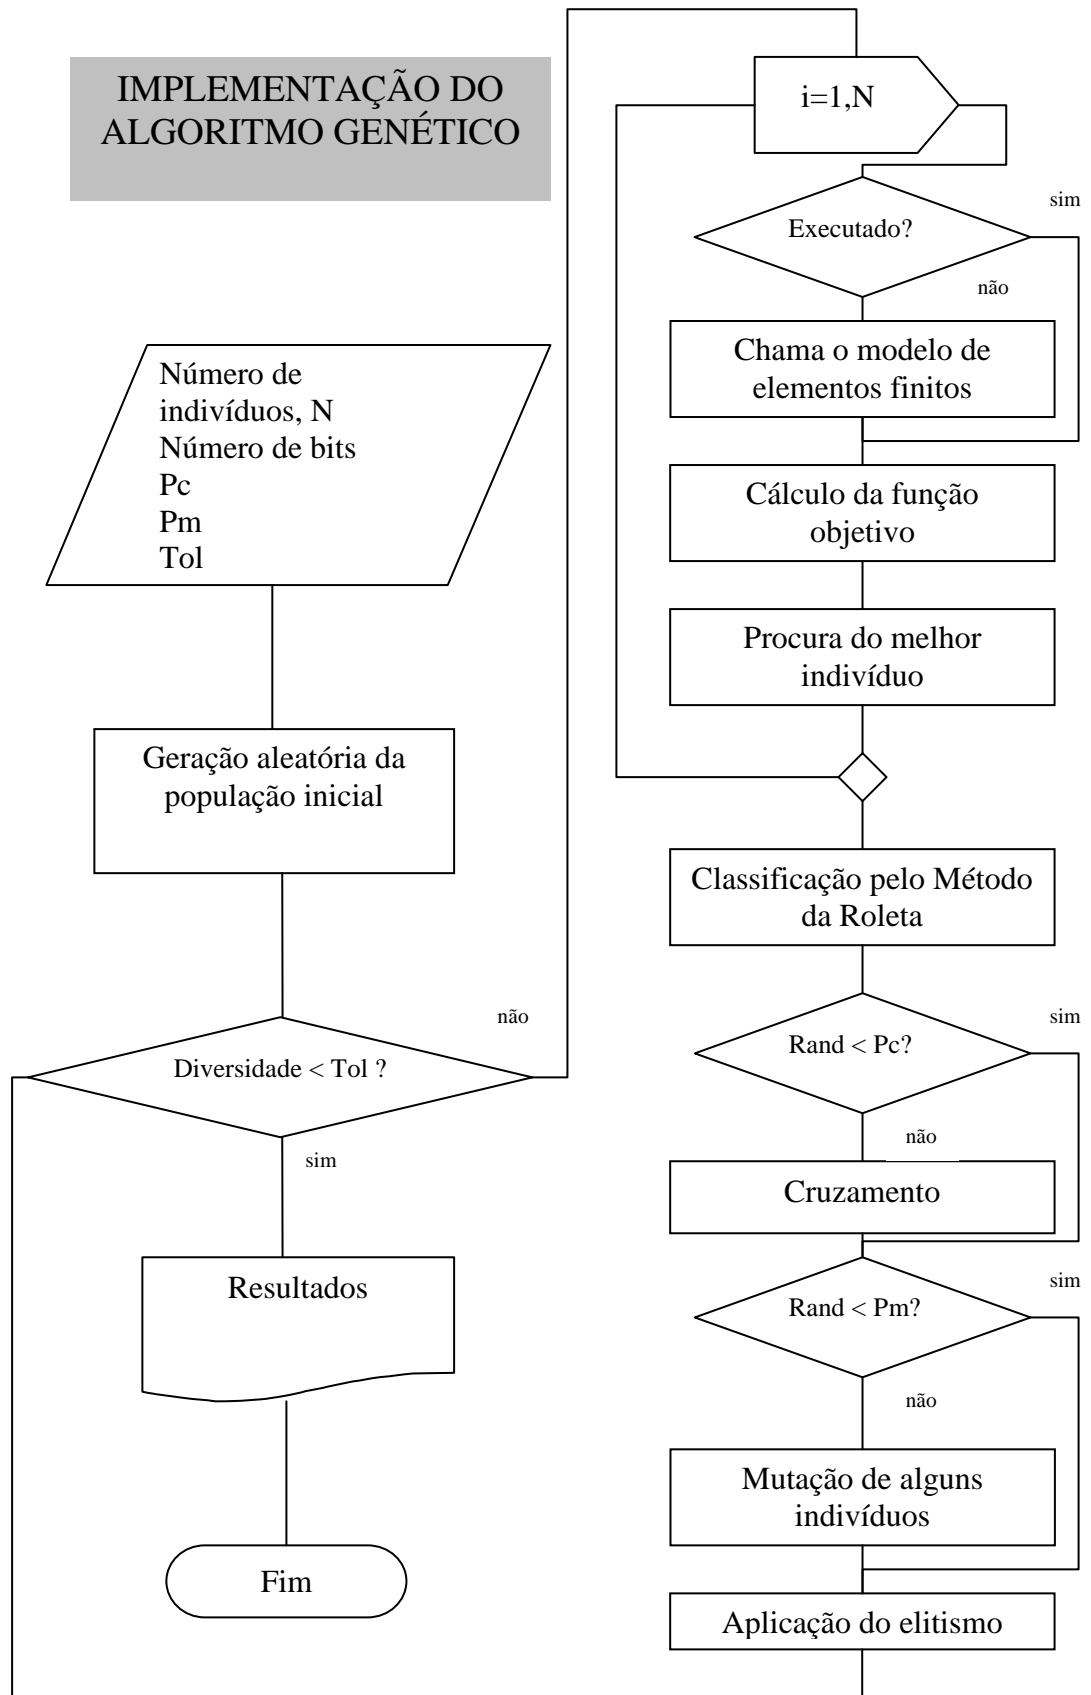 IMPLEMENTAÇÃO DO
ALGORITMO GENÉTICO
Número de
indivíduos, N
Número de bits
Pc
Pm
Tol
Geração aleatória da
população inicial
não
Diversidade < Tol ?
sim
Resultados
Fim
i=1,N
sim
Executado?
não
Chama o modelo de
elementos finitos
Cálculo da função
objetivo
Procura do melhor
indivíduo
Classificação pelo Método
da Roleta
sim
Rand < Pc?
não
Cruzamento
sim
Rand < Pm?
não
Mutação de alguns
indivíduos
Aplicação do elitismo